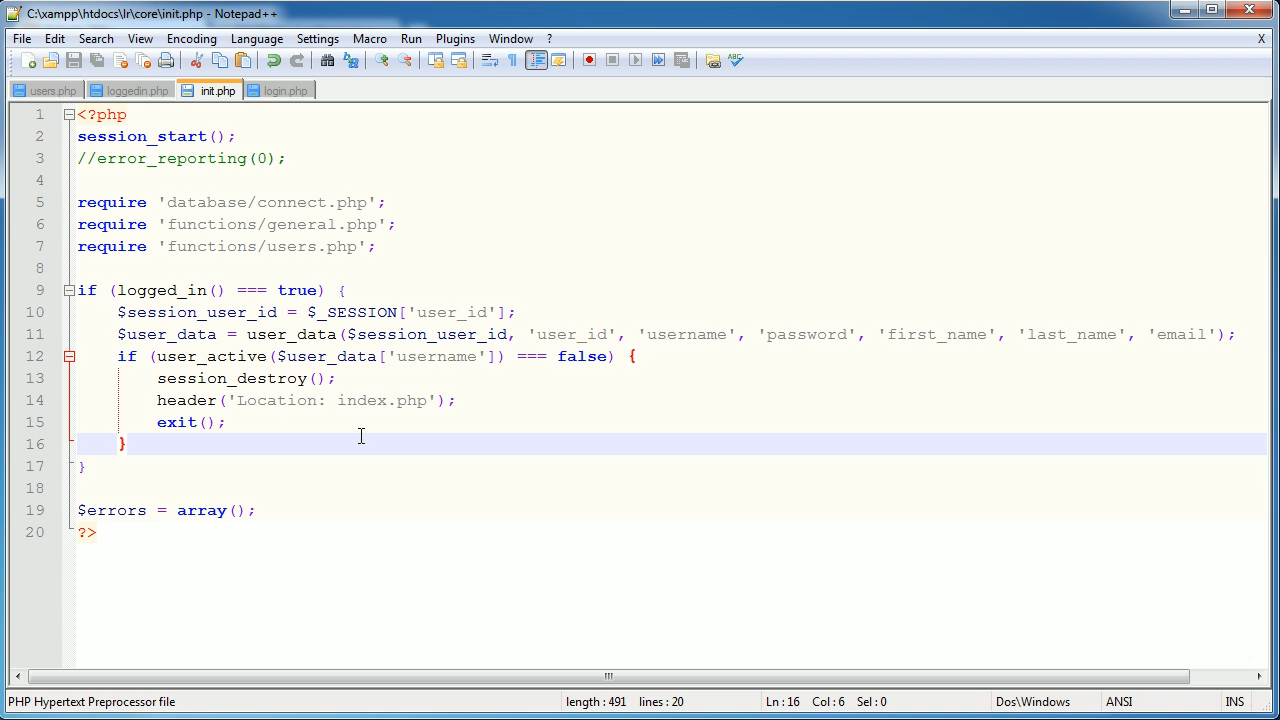 C:\xampp\htdocs\lr\core\init.php - Notepad++
File Edit Search View Encoding Language Settings Macro Run Plugins Window ? X
users.php loggedin.php init.php login.php
1 <?php
2 session_start();
3 //error_reporting(0);
4
5 require 'database/connect.php';
6 require 'functions/general.php';
7 require 'functions/users.php';
8
9 if (logged_in() === true) {
10 $session_user_id = $_SESSION['user_id'];
11 $user_data = user_data($session_user_id, 'user_id', 'username', 'password', 'first_name', 'last_name', 'email');
12 if (user_active($user_data['username']) === false) {
13 session_destroy();
14 header('Location: index.php');
15 exit();
16 }
17 }
18
19 $errors = array();
20 ?>
PHP Hypertext Preprocessor file length : 491 lines : 20 Ln : 16 Col : 6 Sel : 0 Dos\Windows ANSI INS